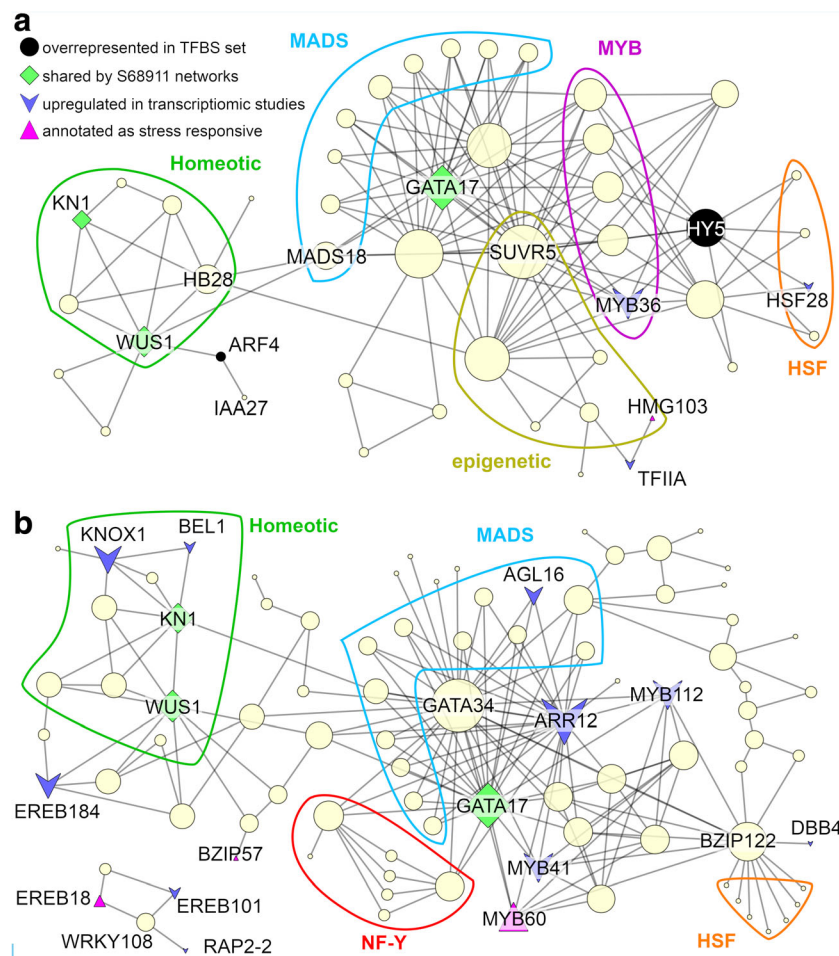 a
MADS
MYB
overrepresented in TFBS set
shared by S68911 networks
upregulated in transcriptomic studies
annotated as stress responsive
Homeotic
KN1
GATA17
HY5
MADS18
SUVR5
HB28
MYB36
HSF28
WUS1
ARF4
HSF
IAA27
HMG103
epigenetic
TFIIA
b
KNOX1
BEL1
Homeotic
MADS
AGL16
KN1
MYB112
WUS1
GATA34
ARR12
EREB184
GATA17
BZIP122
DBB4
BZIP57
MYB41
EREB18
EREB101
MYB60
WRKY108
RAP2-2
NF-Y
HSF